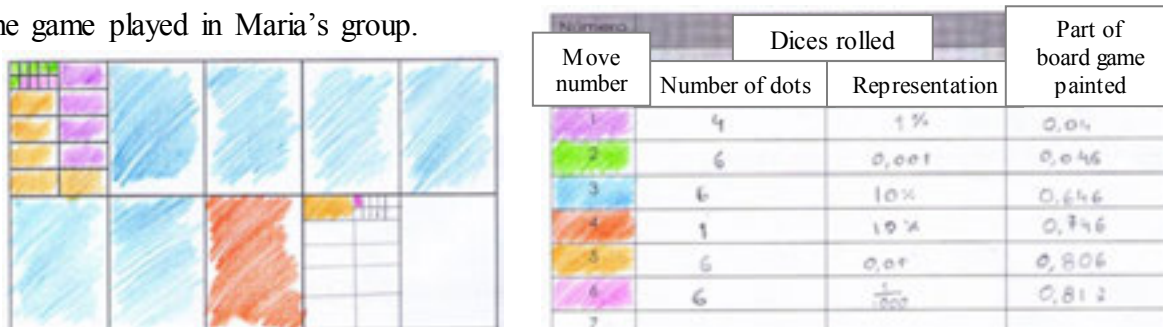 ne game played in Maria's group.
Número
Move number
Dices rolled
Part of board game painted
Number of dots
Representation
1 4 1% 0,04
2 6 0,001 0,046
3 6 10% 0,646
4 1 10% 0,746
5 6 0,01 0,806
6 6 1/1000 0,812
7